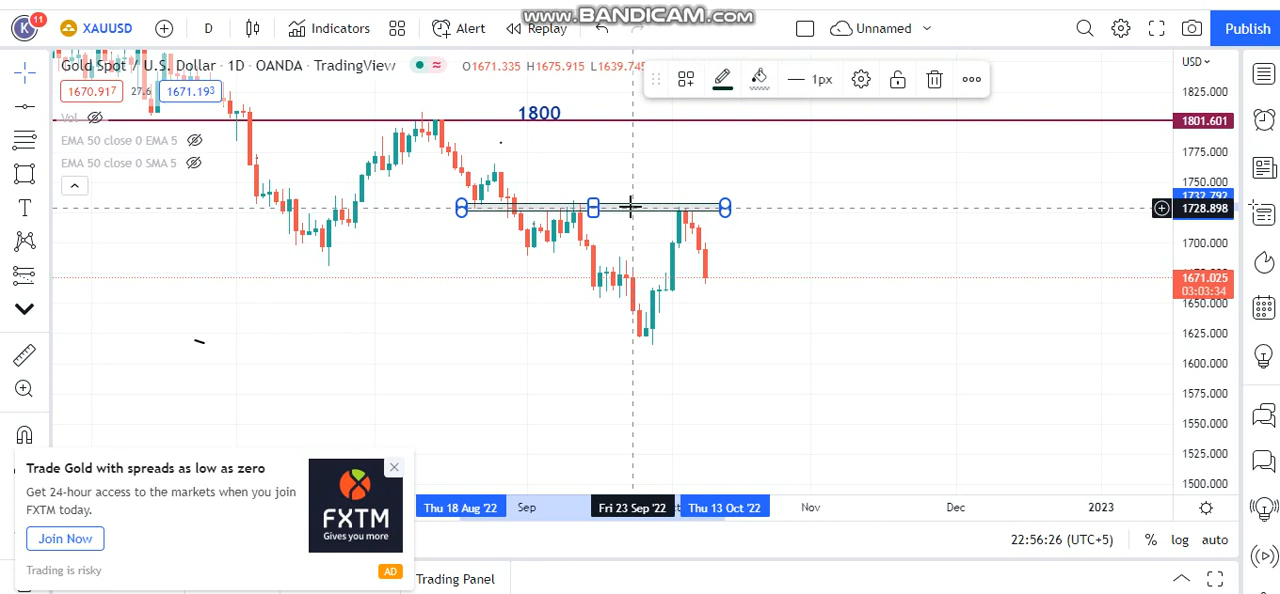 www.BANDICAM.com
K 11 XAUUSD D Indicators Alert Replay Unnamed Publish
Gold Spot / U.S. Dollar · 1D · OANDA · TradingView ≈ O1671.335 H1675.915 L1639.745
1px
USD
1670.917 27.6 1671.193
Vol
EMA 50 close 0 EMA 5
EMA 50 close 0 SMA 5
1800
1825.000
1801.601
1775.000
1750.000
1732.792
1728.898
1700.000
1671.025
03:03:34
1650.000
1625.000
1600.000
1575.000
1550.000
1525.000
1500.000
Trade Gold with spreads as low as zero
Get 24-hour access to the markets when you join
FXTM today.
Join Now
Trading is risky
FXTM
Gives you more
AD
Thu 18 Aug '22 Sep Fri 23 Sep '22 Thu 13 Oct '22 Nov Dec 2023
22:56:26 (UTC+5) % log auto
Trading Panel